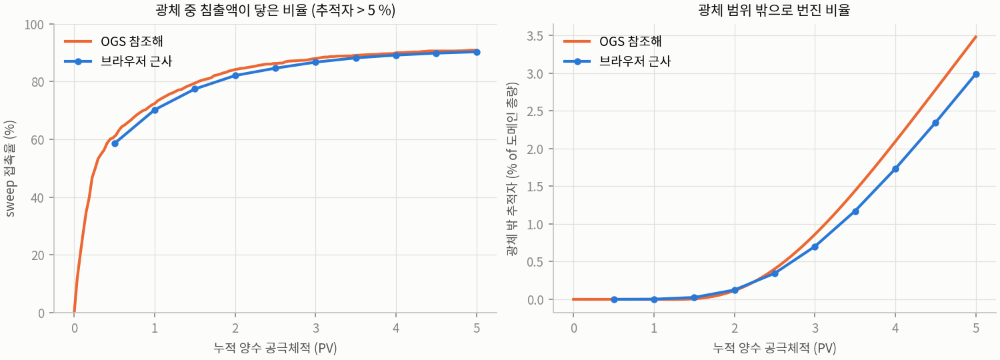 광체 중 침출액이 닿은 비율 (추적자 > 5 %)
OGS 참조해
브라우저 근사
sweep 접촉율 (%)
100
80
60
40
20
0
0 1 2 3 4 5
누적 양수 공극체적 (PV)
광체 범위 밖으로 번진 비율
OGS 참조해
브라우저 근사
광체 밖 추적자 (% of 도메인 총량)
3.5
3.0
2.5
2.0
1.5
1.0
0.5
0.0
0 1 2 3 4 5
누적 양수 공극체적 (PV)